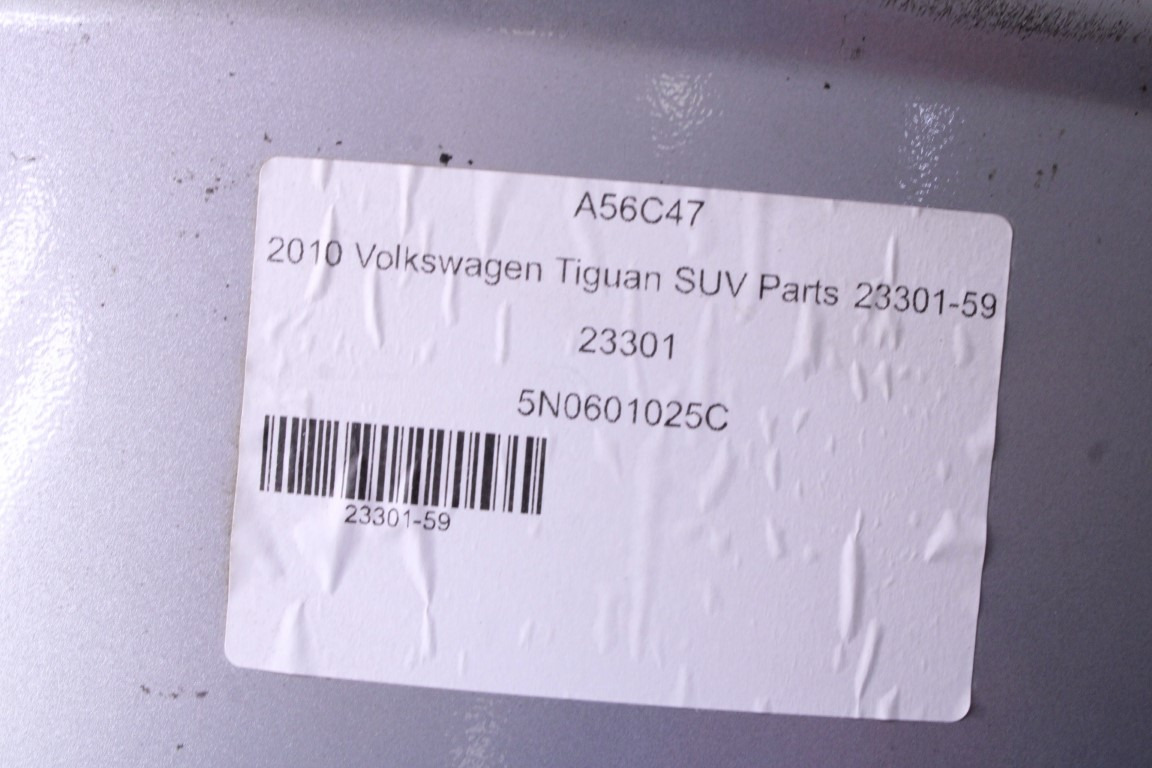 A56C47
2010 Volkswagen Tiguan SUV Parts 23301-59
23301
5N0601025C
23301-59